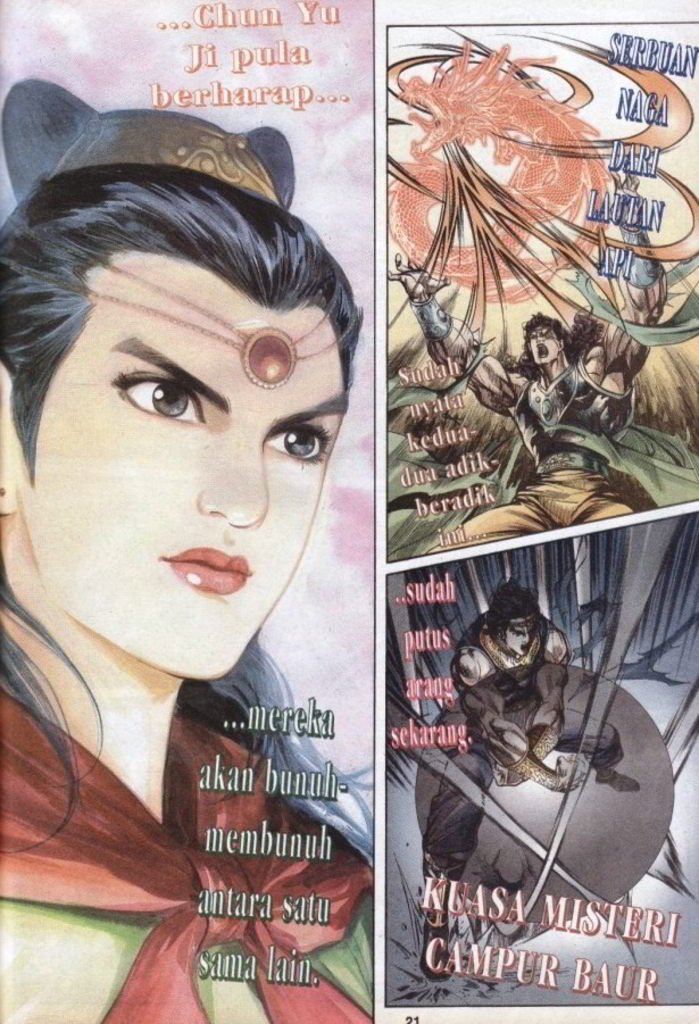 ...Chun Yu
Ji pula
berharap...
...mereka
akan bunuh-
membunuh
antara satu
sama lain.
SERBUAN
NAGA
DARI
LAUTAN
API
Sudah
nyata
kedua-
dua adik-
beradik
ini...
..sudah
putus
arang
sekarang.
KUASA MISTERI
CAMPUR BAUR
21